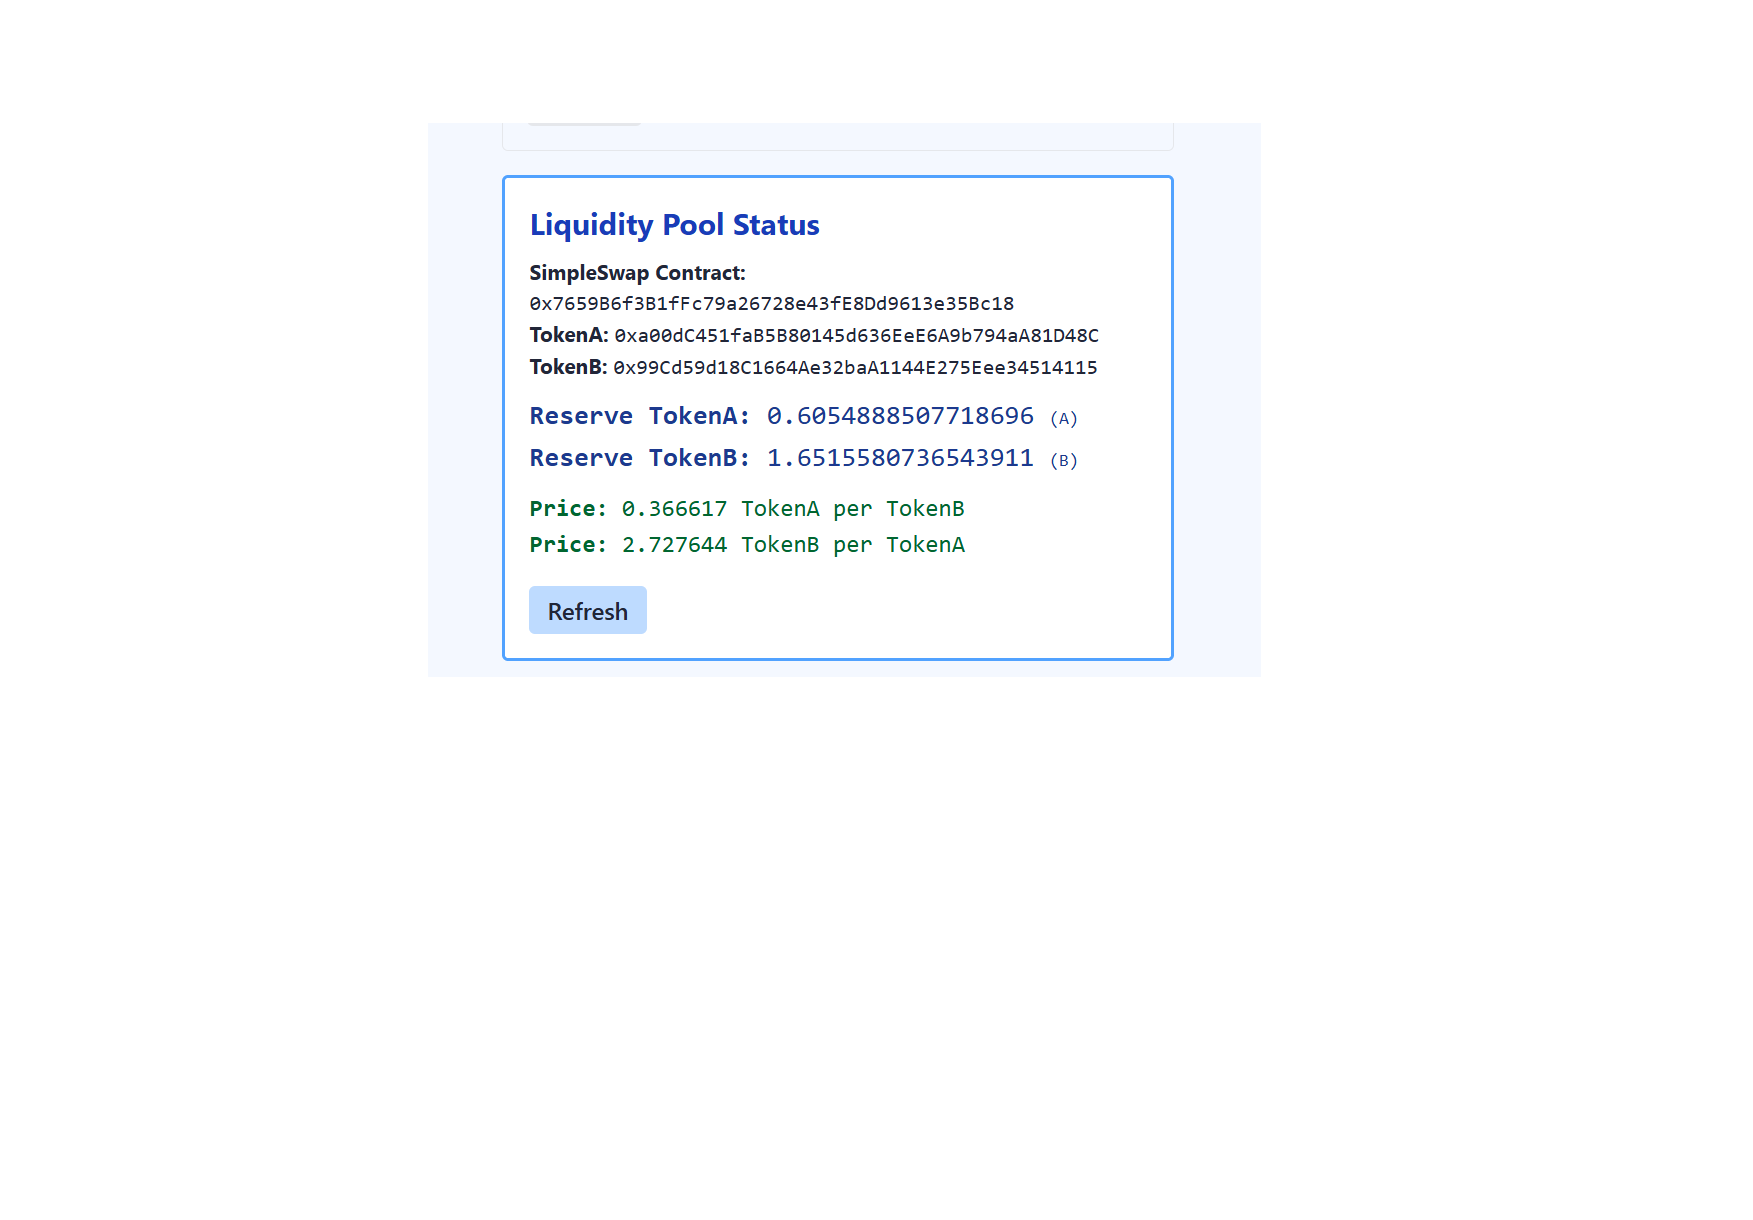 Liquidity Pool Status
SimpleSwap Contract:
0x7659B6f3B1fFc79a26728e43fE8Dd9613e35Bc18
TokenA: 0xa00dC451faB5B80145d636EeE6A9b794aA81D48C
TokenB: 0x99Cd59d18C1664Ae32baA1144E275Eee34514115
Reserve TokenA: 0.6054888507718696 (A)
Reserve TokenB: 1.6515580736543911 (B)
Price: 0.366617 TokenA per TokenB
Price: 2.727644 TokenB per TokenA
Refresh